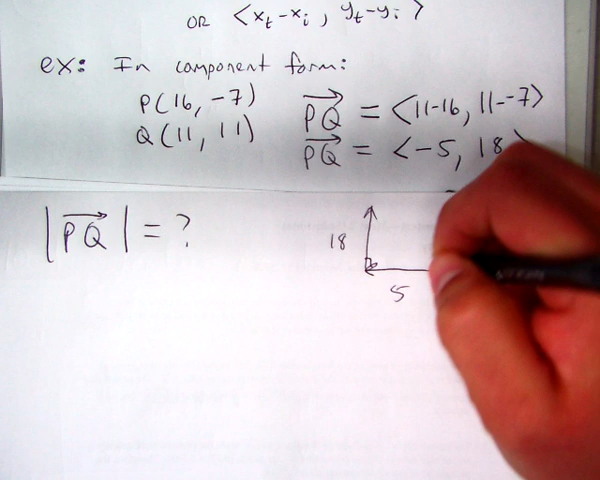 OR <x_t-x_i, y_t-y_i>
ex: In component form:
P(16, -7) PQ = <11-16, 11--7>
Q(11, 11) PQ = <-5, 18>
|PQ| = ?
18
5